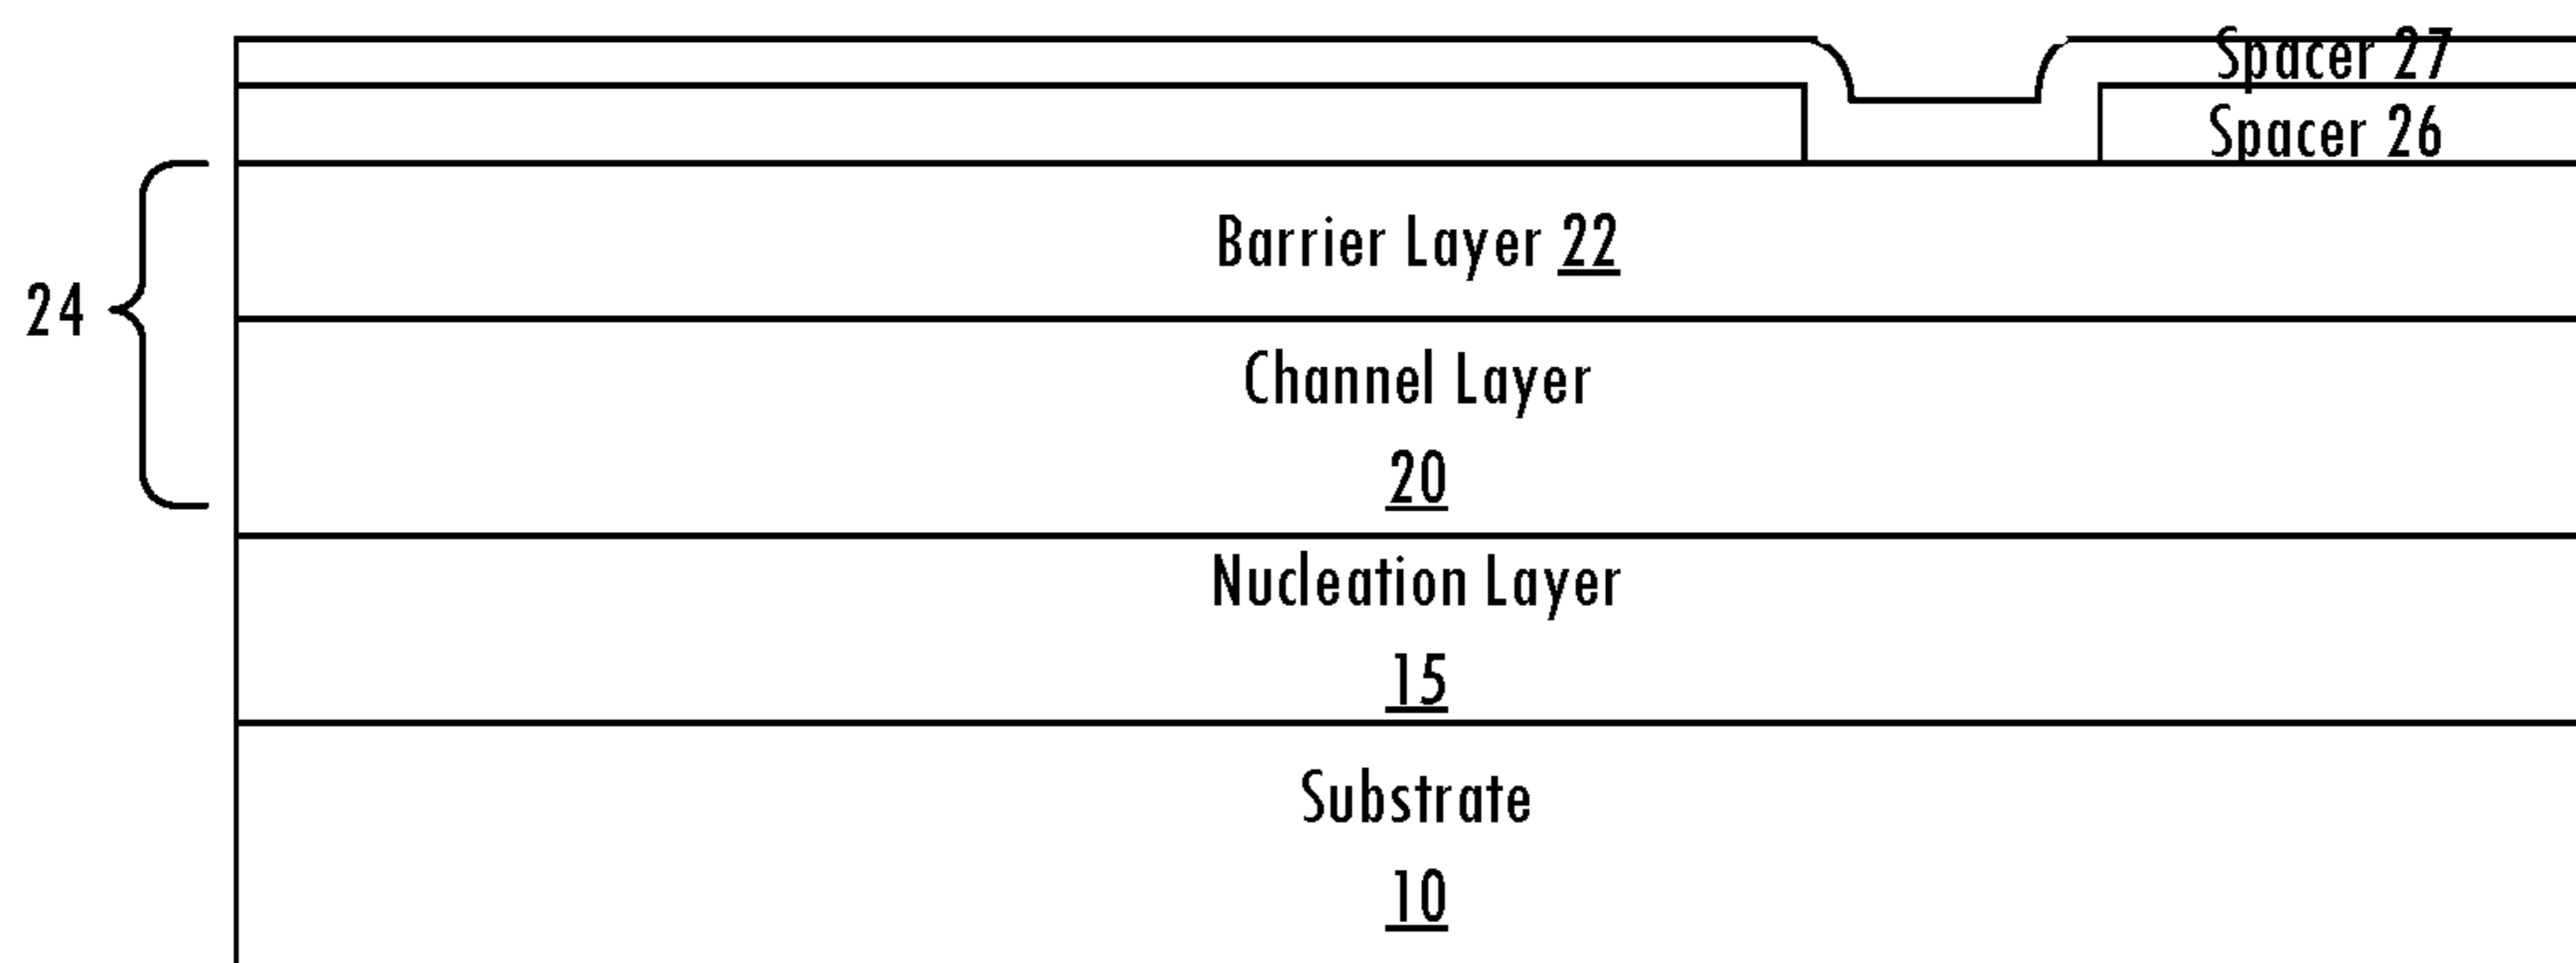 Spacer 27
Spacer 26
Barrier Layer 22
24
Channel Layer
20
Nucleation Layer
15
Substrate
10